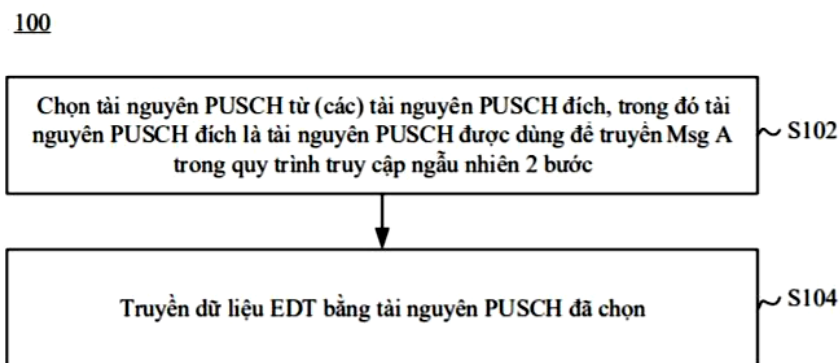 100
Chọn tài nguyên PUSCH từ (các) tài nguyên PUSCH đích, trong đó tài
nguyên PUSCH đích là tài nguyên PUSCH được dùng để truyền Msg A
trong quy trình truy cập ngẫu nhiên 2 bước
S102
Truyền dữ liệu EDT bằng tài nguyên PUSCH đã chọn
S104